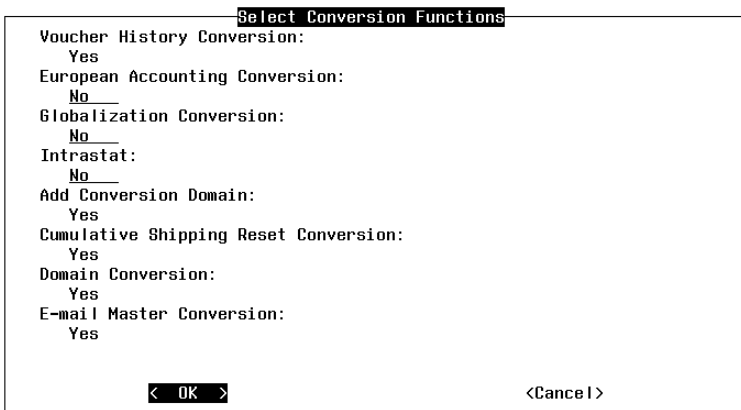 Select Conversion Functions
Voucher History Conversion:
Yes
European Accounting Conversion:
No
Globalization Conversion:
No
Intrastat:
No
Add Conversion Domain:
Yes
Cumulative Shipping Reset Conversion:
Yes
Domain Conversion:
Yes
E-mail Master Conversion:
Yes
< OK > <Cancel>